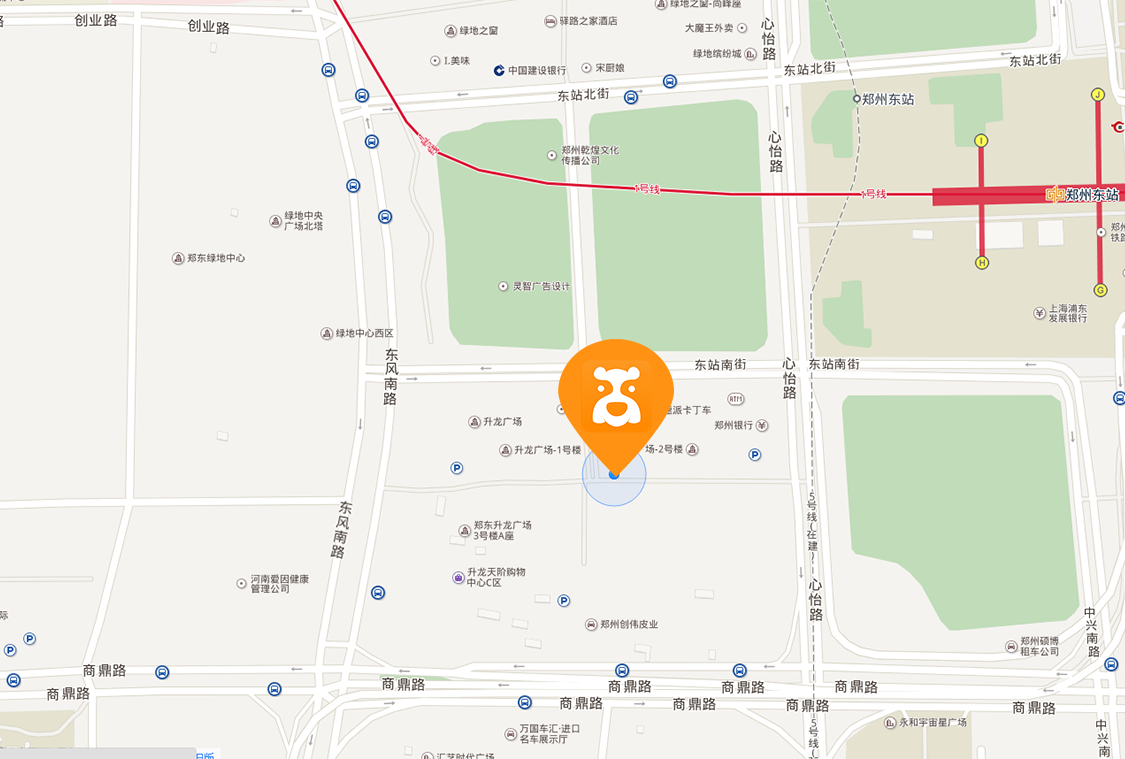 创业路
创业路
绿地之窗
驿路之家酒店
绿地之窗-尚峰座
大魔王外卖
心怡路
I.美味
中国建设银行
宋厨娘
绿地缤纷城
东站北街
东站北街
东站北街
郑州东站
J
I
心怡路
郑州乾煌文化
传播公司
1号线
1号线
郑州东站
绿地中央
广场北塔
郑东绿地中心
H
G
灵智广告设计
上海浦东
发展银行
绿地中心西区
东风南路
东站南街
心怡路
东站南街
ATM
派卡丁车
升龙广场
郑州银行
升龙广场-1号楼
场-2号楼
P
P
东风南路
5号线(在建)
郑东升龙广场
3号楼A座
升龙天阶购物
中心C区
河南爱因健康
管理公司
P
心怡路
郑州创伟皮业
中兴南路
郑州硕博
租车公司
际
P
P
商鼎路
商鼎路
商鼎路
商鼎路
商鼎路
商鼎路
商鼎路
商鼎路
商鼎路
商鼎路
万国车汇·进口
名车展示厅
永和宇宙星广场
5号线(
中兴南
汇艺时代广场
旧版